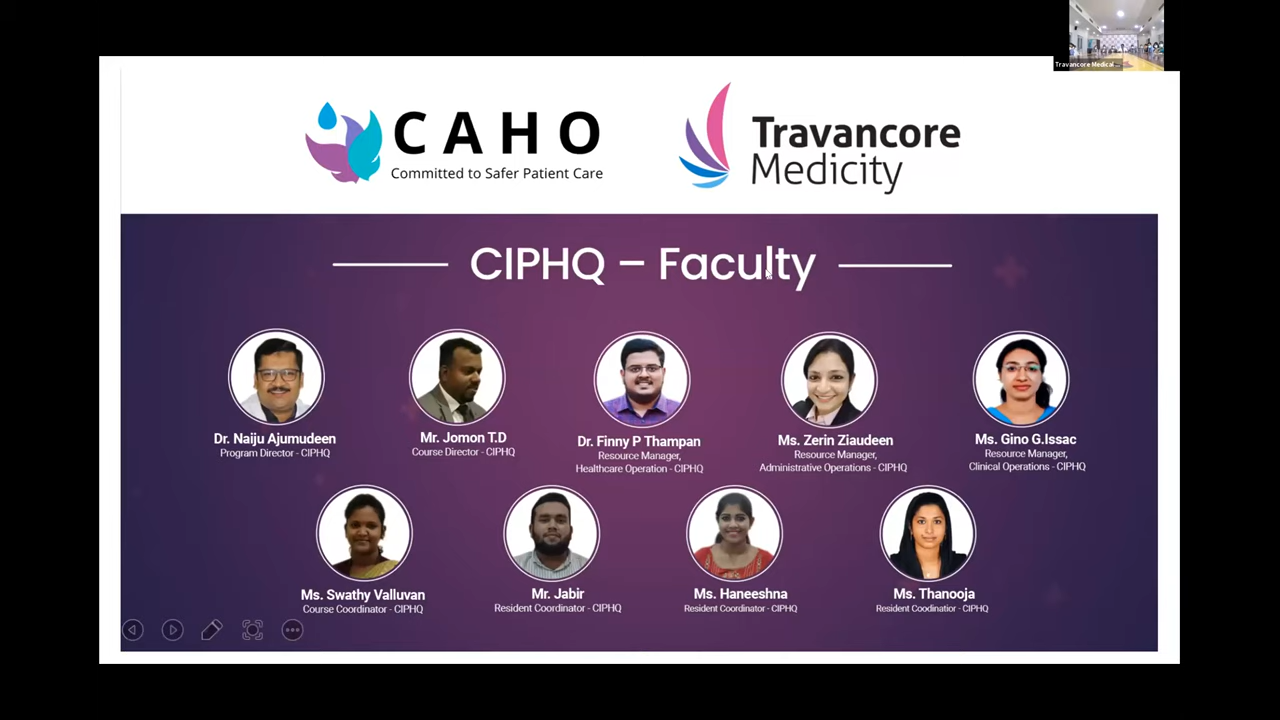 Travancore Medical ...
CAHO
Committed to Safer Patient Care
Travancore
Medicity
CIPHQ – Faculty
Dr. Naiju Ajumudeen
Program Director - CIPHQ
Mr. Jomon T.D
Course Director - CIPHQ
Dr. Finny P Thampan
Resource Manager,
Healthcare Operation - CIPHQ
Ms. Zerin Ziaudeen
Resource Manager,
Administrative Operations - CIPHQ
Ms. Gino G.Issac
Resource Manager,
Clinical Operations - CIPHQ
Ms. Swathy Valluvan
Course Coordinator - CIPHQ
Mr. Jabir
Resident Coordinator - CIPHQ
Ms. Haneeshna
Resident Coordinator - CIPHQ
Ms. Thanooja
Resident Coodinatior - CIPHQ